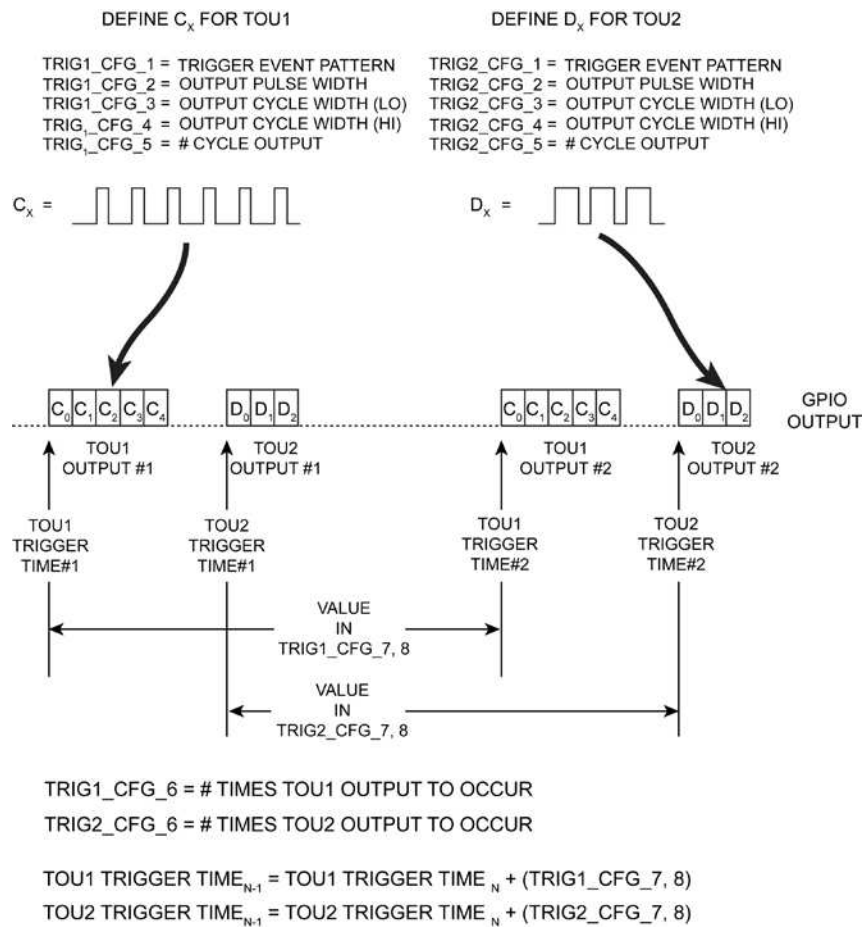 DEFINE Cₓ FOR TOU1
TRIG1_CFG_1 = TRIGGER EVENT PATTERN
TRIG1_CFG_2 = OUTPUT PULSE WIDTH
TRIG1_CFG_3 = OUTPUT CYCLE WIDTH (LO)
TRIG₁_CFG_4 = OUTPUT CYCLE WIDTH (HI)
TRIG₁_CFG_5 = # CYCLE OUTPUT
DEFINE Dₓ FOR TOU2
TRIG2_CFG_1 = TRIGGER EVENT PATTERN
TRIG2_CFG_2 = OUTPUT PULSE WIDTH
TRIG2_CFG_3 = OUTPUT CYCLE WIDTH (LO)
TRIG2_CFG_4 = OUTPUT CYCLE WIDTH (HI)
TRIG2_CFG_5 = # CYCLE OUTPUT
Cₓ =
Dₓ =
C₀ C₁ C₂ C₃ C₄
D₀ D₁ D₂
C₀ C₁ C₂ C₃ C₄
D₀ D₁ D₂
GPIO
OUTPUT
TOU1
OUTPUT #1
TOU2
OUTPUT #1
TOU1
OUTPUT #2
TOU2
OUTPUT #2
TOU1
TRIGGER
TIME#1
TOU2
TRIGGER
TIME#1
TOU1
TRIGGER
TIME#2
TOU2
TRIGGER
TIME#2
VALUE
IN
TRIG1_CFG_7, 8
VALUE
IN
TRIG2_CFG_7, 8
TRIG1_CFG_6 = # TIMES TOU1 OUTPUT TO OCCUR
TRIG2_CFG_6 = # TIMES TOU2 OUTPUT TO OCCUR
TOU1 TRIGGER TIME N-1 = TOU1 TRIGGER TIME N + (TRIG1_CFG_7, 8)
TOU2 TRIGGER TIME N-1 = TOU2 TRIGGER TIME N + (TRIG2_CFG_7, 8)